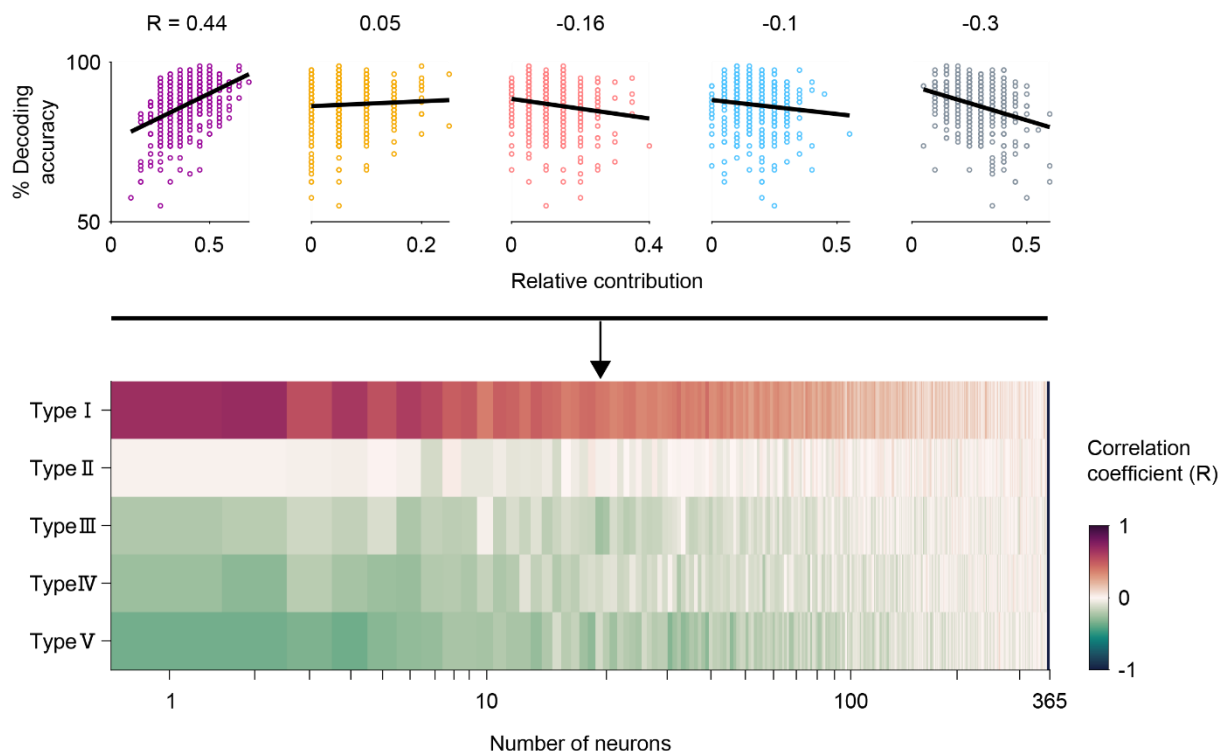 R = 0.44 0.05 -0.16 -0.1 -0.3
100
% Decoding
accuracy
50
0 0.5 0 0.2 0 0.4 0 0.5 0 0.5
Relative contribution
Type Ⅰ
Type Ⅱ
Type Ⅲ
Type Ⅳ
Type Ⅴ
Correlation
coefficient (R)
1
0
-1
1 10 100 365
Number of neurons